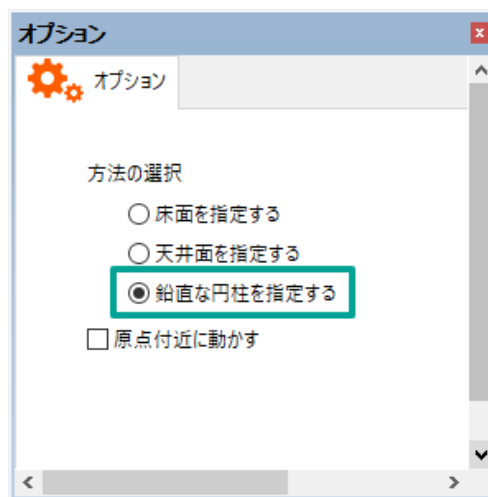 オプション
オプション
方法の選択
床面を指定する
天井面を指定する
鉛直な円柱を指定する
原点付近に動かす